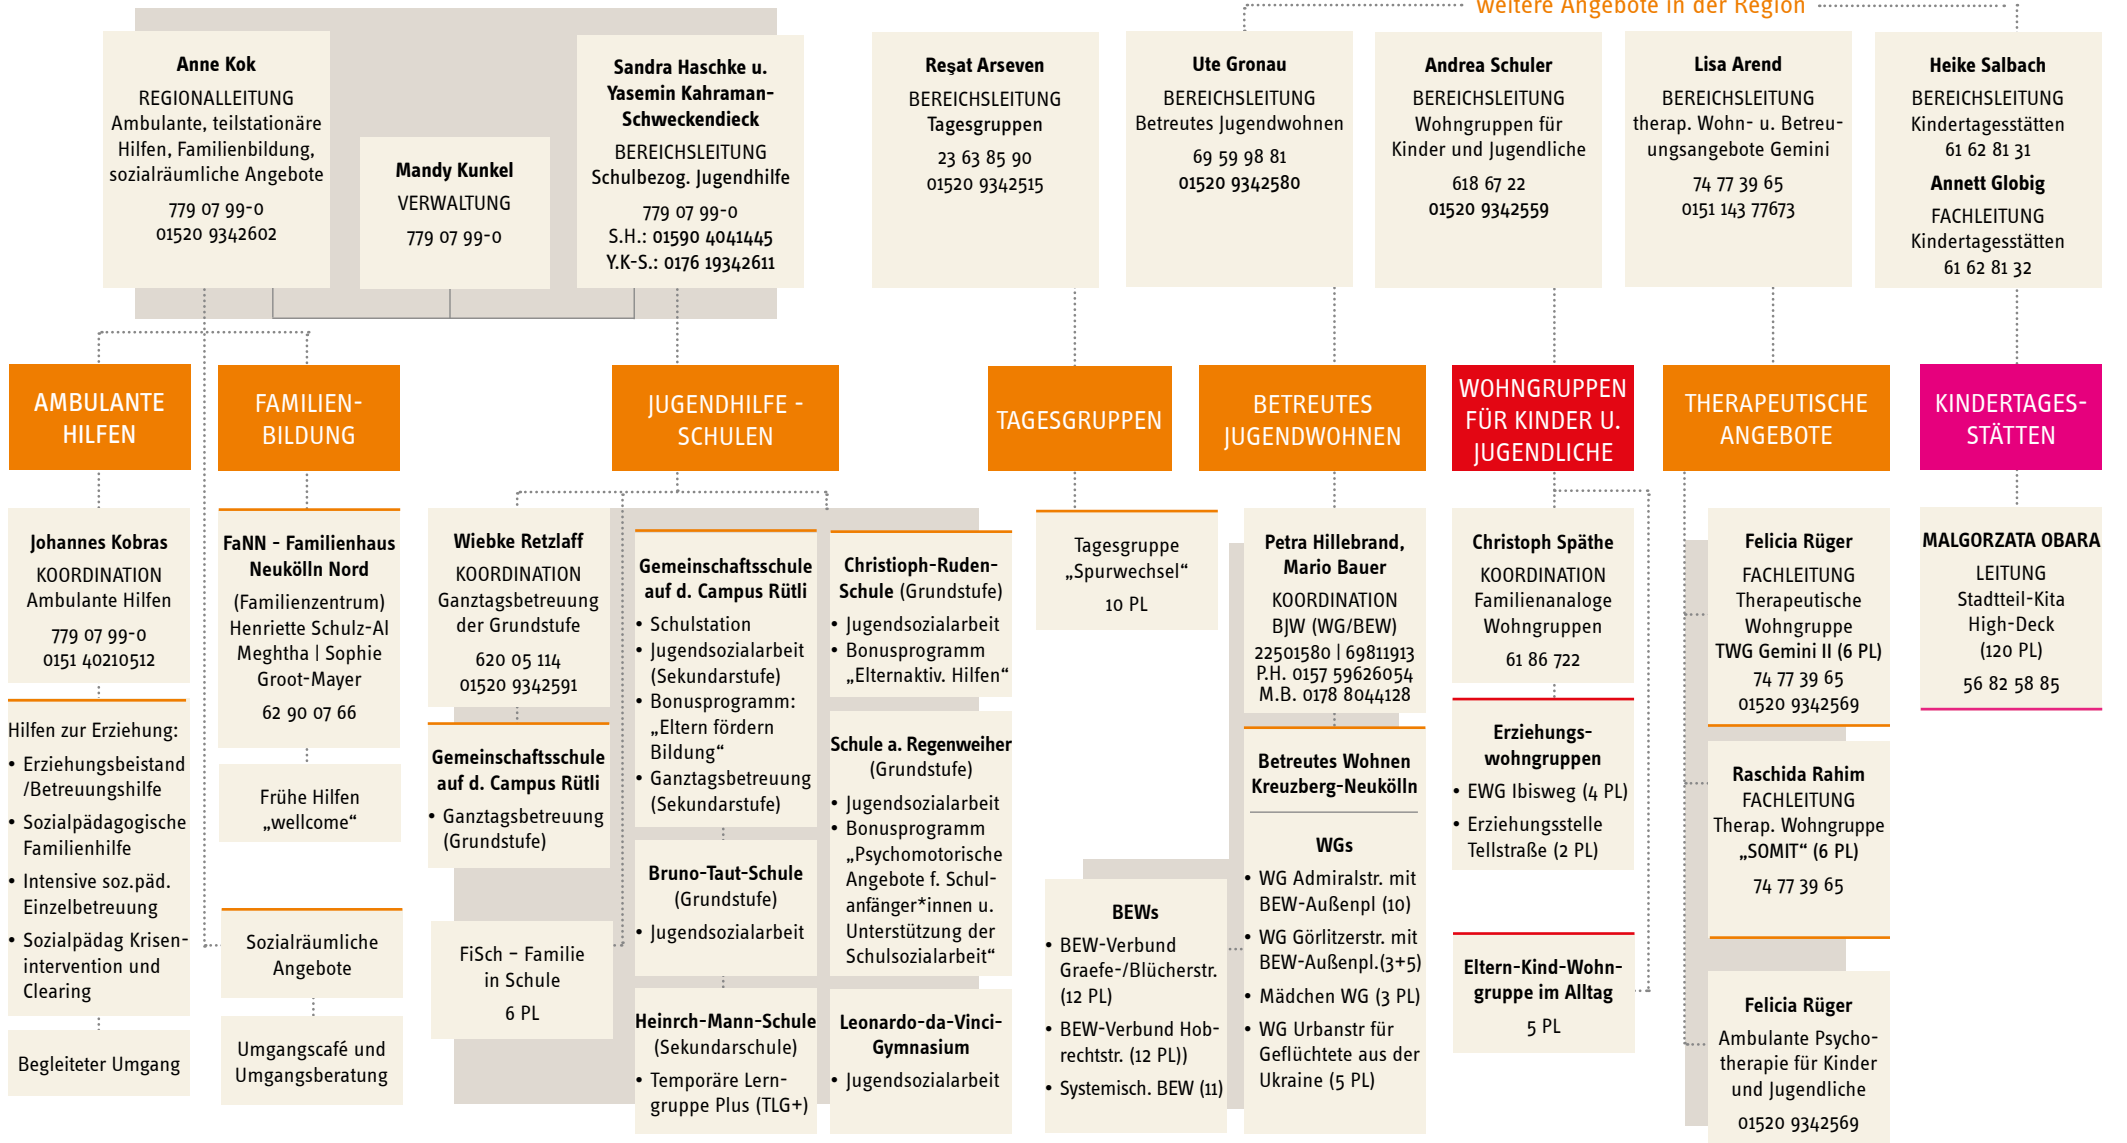 weitere Angebote in der Region
Anne Kok
REGIONALLEITUNG
Ambulante, teilstationäre
Hilfen, Familienbildung,
sozialräumliche Angebote
779 07 99-0
01520 9342602
Mandy Kunkel
VERWALTUNG
779 07 99-0
Sandra Haschke u.
Yasemin Kahraman-
Schweckendieck
BEREICHSLEITUNG
Schulbezog. Jugendhilfe
779 07 99-0
S.H.: 01590 4041445
Y.K-S.: 0176 19342611
Reşat Arseven
BEREICHSLEITUNG
Tagesgruppen
23 63 85 90
01520 9342515
Ute Gronau
BEREICHSLEITUNG
Betreutes Jugendwohnen
69 59 98 81
01520 9342580
Andrea Schuler
BEREICHSLEITUNG
Wohngruppen für
Kinder und Jugendliche
618 67 22
01520 9342559
Lisa Arend
BEREICHSLEITUNG
therap. Wohn- u. Betreu-
ungsangebote Gemini
74 77 39 65
0151 143 77673
Heike Salbach
BEREICHSLEITUNG
Kindertagesstätten
61 62 81 31
Annett Globig
FACHLEITUNG
Kindertagesstätten
61 62 81 32
AMBULANTE
HILFEN
FAMILIEN-
BILDUNG
JUGENDHILFE -
SCHULEN
TAGESGRUPPEN
BETREUTES
JUGENDWOHNEN
WOHNGRUPPEN
FÜR KINDER U.
JUGENDLICHE
THERAPEUTISCHE
ANGEBOTE
KINDERTAGES-
STÄTTEN
Johannes Kobras
KOORDINATION
Ambulante Hilfen
779 07 99-0
0151 40210512
Hilfen zur Erziehung:
• Erziehungsbeistand
/Betreuungshilfe
• Sozialpädagogische
Familienhilfe
• Intensive soz.päd.
Einzelbetreuung
• Sozialpädag Krisen-
intervention und
Clearing
Begleiteter Umgang
FaNN - Familienhaus
Neukölln Nord
(Familienzentrum)
Henriette Schulz-Al
Meghtha | Sophie
Groot-Mayer
62 90 07 66
Frühe Hilfen
„wellcome“
Sozialräumliche
Angebote
Umgangscafé und
Umgangsberatung
Wiebke Retzlaff
KOORDINATION
Ganztagsbetreuung
der Grundstufe
620 05 114
01520 9342591
Gemeinschaftsschule
auf d. Campus Rütli
• Ganztagsbetreuung
(Grundstufe)
FiSch – Familie
in Schule
6 PL
Gemeinschaftsschule
auf d. Campus Rütli
• Schulstation
• Jugendsozialarbeit
(Sekundarstufe)
• Bonusprogramm:
„Eltern fördern
Bildung“
• Ganztagsbetreuung
(Sekundarstufe)
Bruno-Taut-Schule
(Grundstufe)
• Jugendsozialarbeit
Heinrch-Mann-Schule
(Sekundarschule)
• Temporäre Lern-
gruppe Plus (TLG+)
Christioph-Ruden-
Schule (Grundstufe)
• Jugendsozialarbeit
• Bonusprogramm
„Elternaktiv. Hilfen“
Schule a. Regenweiher
(Grundstufe)
• Jugendsozialarbeit
• Bonusprogramm
„Psychomotorische
Angebote f. Schul-
anfänger*innen u.
Unterstützung der
Schulsozialarbeit“
Leonardo-da-Vinci-
Gymnasium
• Jugendsozialarbeit
Tagesgruppe
„Spurwechsel“
10 PL
Petra Hillebrand,
Mario Bauer
KOORDINATION
BJW (WG/BEW)
22501580 | 69811913
P.H. 0157 59626054
M.B. 0178 8044128
Betreutes Wohnen
Kreuzberg-Neukölln
WGs
• WG Admiralstr. mit
BEW-Außenpl (10)
• WG Görlitzerstr. mit
BEW-Außenpl.(3+5)
• Mädchen WG (3 PL)
• WG Urbanstr für
Geflüchtete aus der
Ukraine (5 PL)
BEWs
• BEW-Verbund
Graefe-/Blücherstr.
(12 PL)
• BEW-Verbund Hob-
rechtstr. (12 PL))
• Systemisch. BEW (11)
Christoph Späthe
KOORDINATION
Familienanaloge
Wohngruppen
61 86 722
Erziehungs-
wohngruppen
• EWG Ibisweg (4 PL)
• Erziehungsstelle
Tellstraße (2 PL)
Eltern-Kind-Wohn-
gruppe im Alltag
5 PL
Felicia Rüger
FACHLEITUNG
Therapeutische
Wohngruppe
TWG Gemini II (6 PL)
74 77 39 65
01520 9342569
Raschida Rahim
FACHLEITUNG
Therap. Wohngruppe
„SOMIT“ (6 PL)
74 77 39 65
Felicia Rüger
Ambulante Psycho-
therapie für Kinder
und Jugendliche
01520 9342569
MALGORZATA OBARA
LEITUNG
Stadtteil-Kita
High-Deck
(120 PL)
56 82 58 85